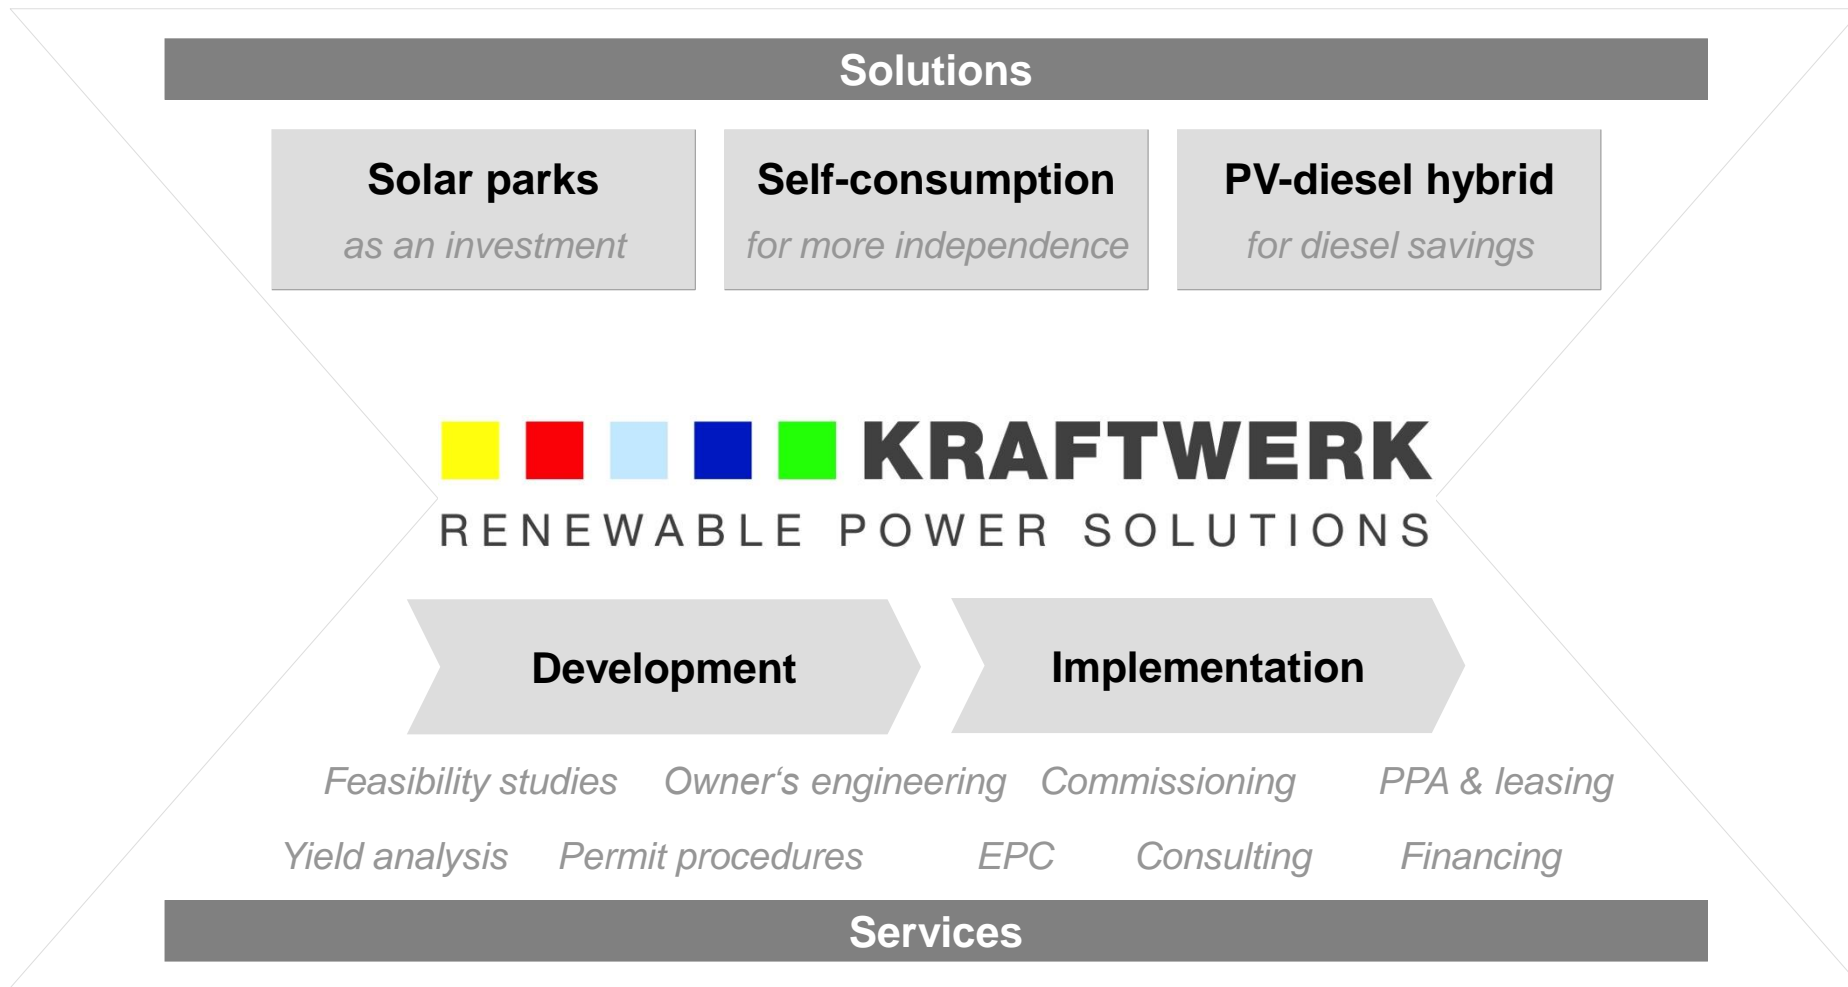 Solutions
Solar parks
as an investment
Self-consumption
for more independence
PV-diesel hybrid
for diesel savings
KRAFTWERK
RENEWABLE POWER SOLUTIONS
Development
Implementation
Feasibility studies Owner‘s engineering Commissioning PPA & leasing
Yield analysis Permit procedures EPC Consulting Financing
Services